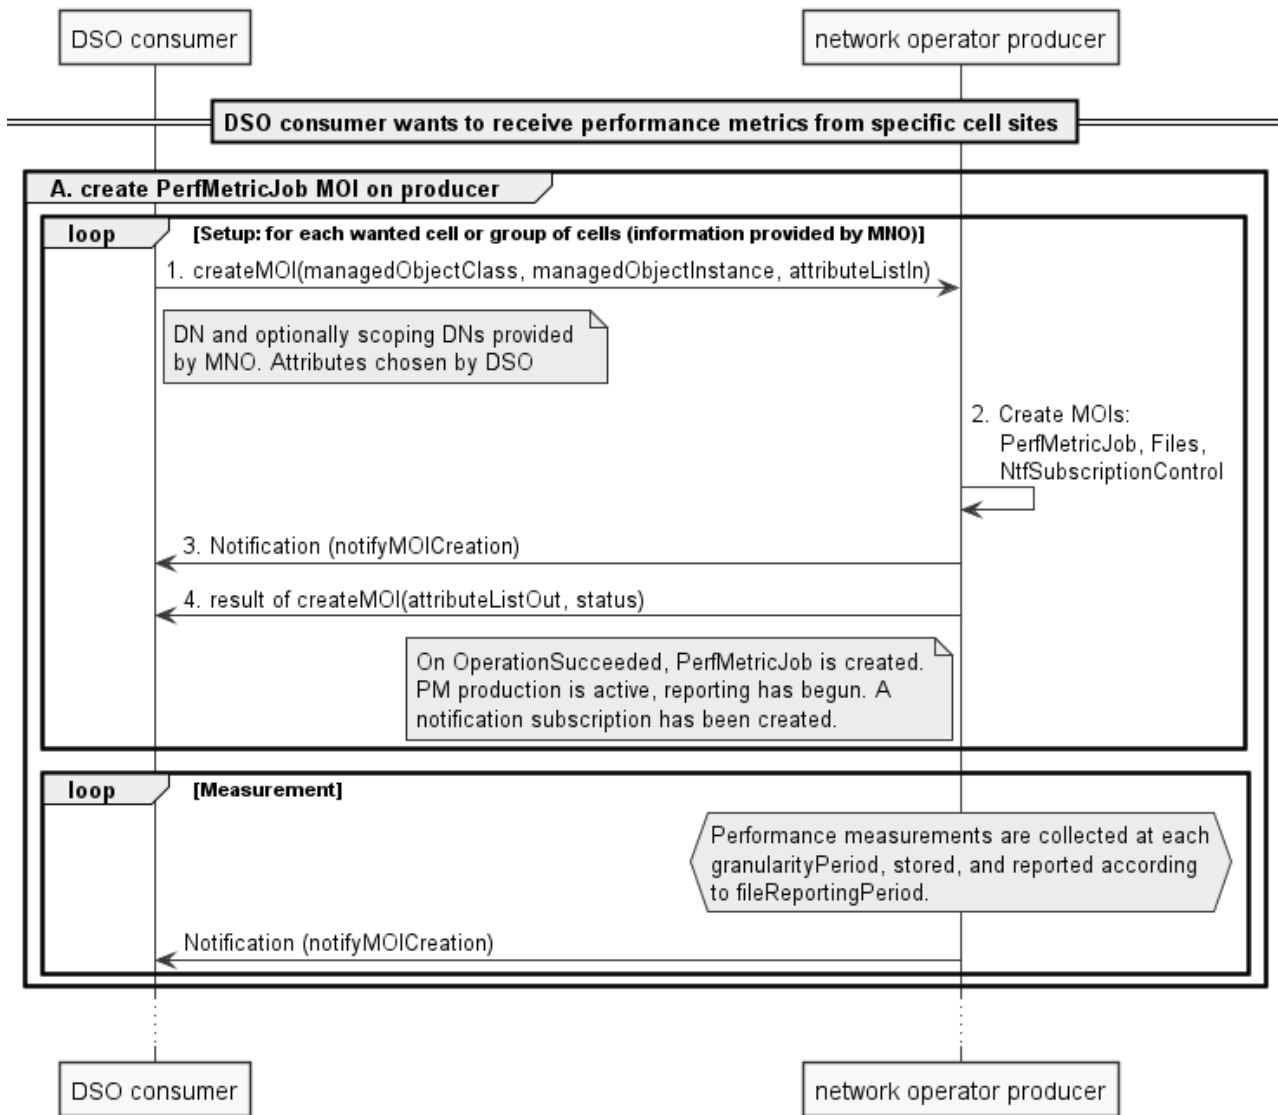 DSO consumer
network operator producer
DSO consumer wants to receive performance metrics from specific cell sites
A. create PerfMetricJob MOI on producer
loop
[Setup: for each wanted cell or group of cells (information provided by MNO)]
1. createMOI(managedObjectClass, managedObjectInstance, attributeListIn)
DN and optionally scoping DNs provided
by MNO. Attributes chosen by DSO
2. Create MOIs:
PerfMetricJob, Files,
NtfSubscriptionControl
3. Notification (notifyMOICreation)
4. result of createMOI(attributeListOut, status)
On OperationSucceeded, PerfMetricJob is created.
PM production is active, reporting has begun. A
notification subscription has been created.
loop
[Measurement]
Performance measurements are collected at each
granularityPeriod, stored, and reported according
to fileReportingPeriod.
Notification (notifyMOICreation)
DSO consumer
network operator producer